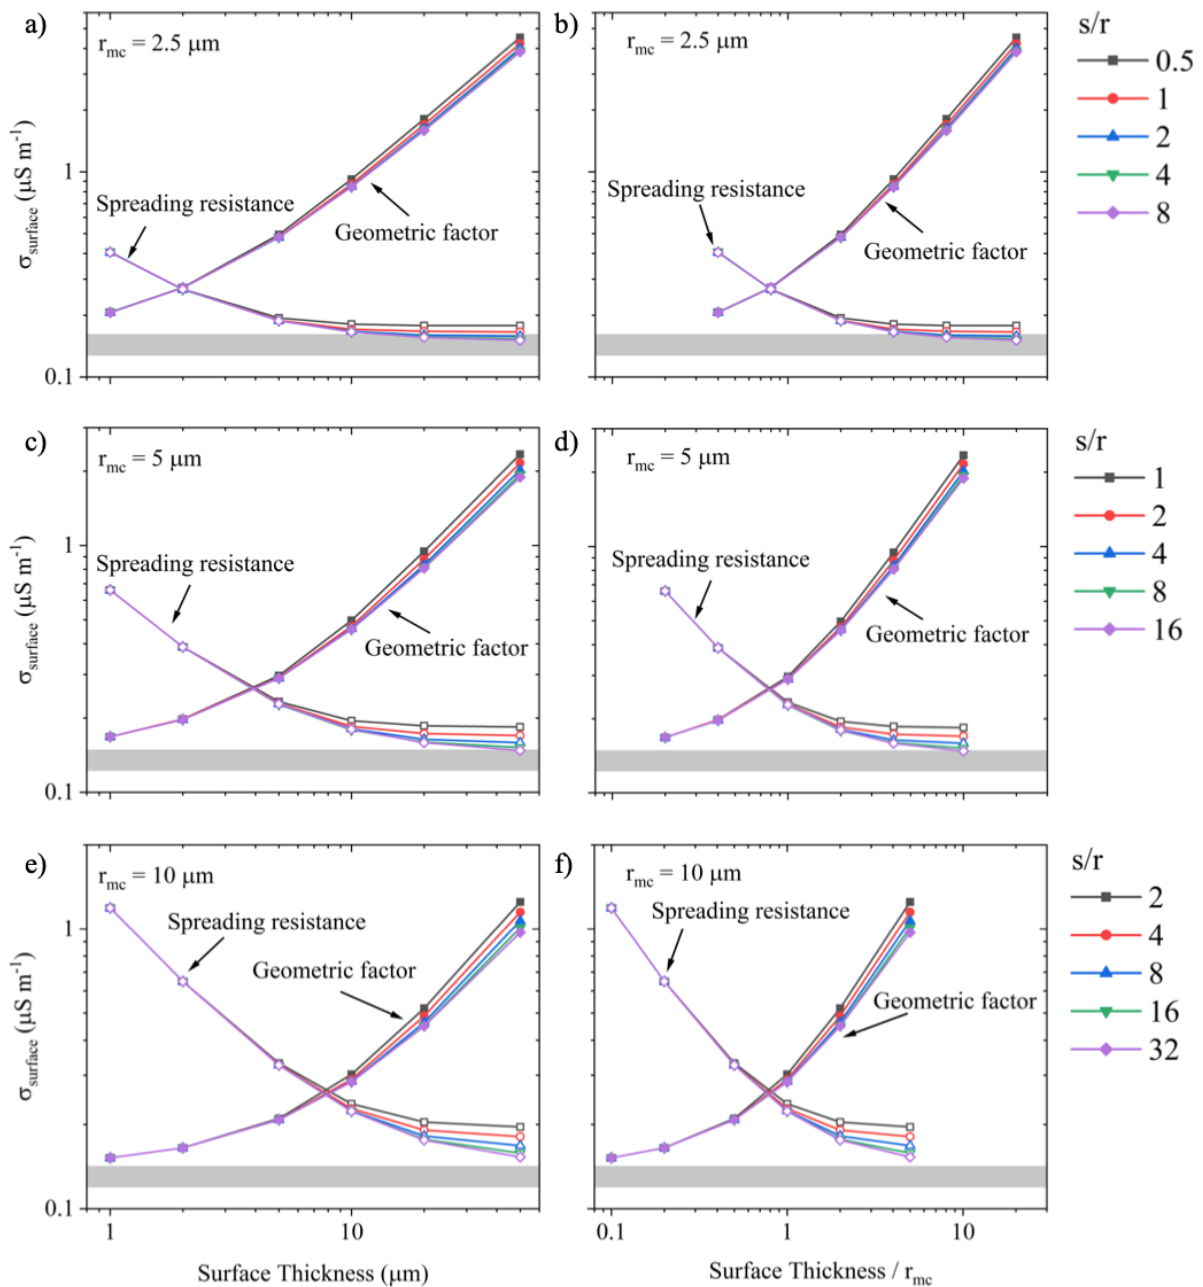 a)
r_mc = 2.5 μm
Spreading resistance
Geometric factor
σ_surface (μS m⁻¹)
1
0.1
b)
r_mc = 2.5 μm
Spreading resistance
Geometric factor
s/r
0.5
1
2
4
8
c)
r_mc = 5 μm
Spreading resistance
Geometric factor
σ_surface (μS m⁻¹)
1
0.1
d)
r_mc = 5 μm
Spreading resistance
Geometric factor
s/r
1
2
4
8
16
e)
r_mc = 10 μm
Spreading resistance
Geometric factor
σ_surface (μS m⁻¹)
1
0.1
1
10
Surface Thickness (μm)
f)
r_mc = 10 μm
Spreading resistance
Geometric factor
0.1
1
10
Surface Thickness / r_mc
s/r
2
4
8
16
32